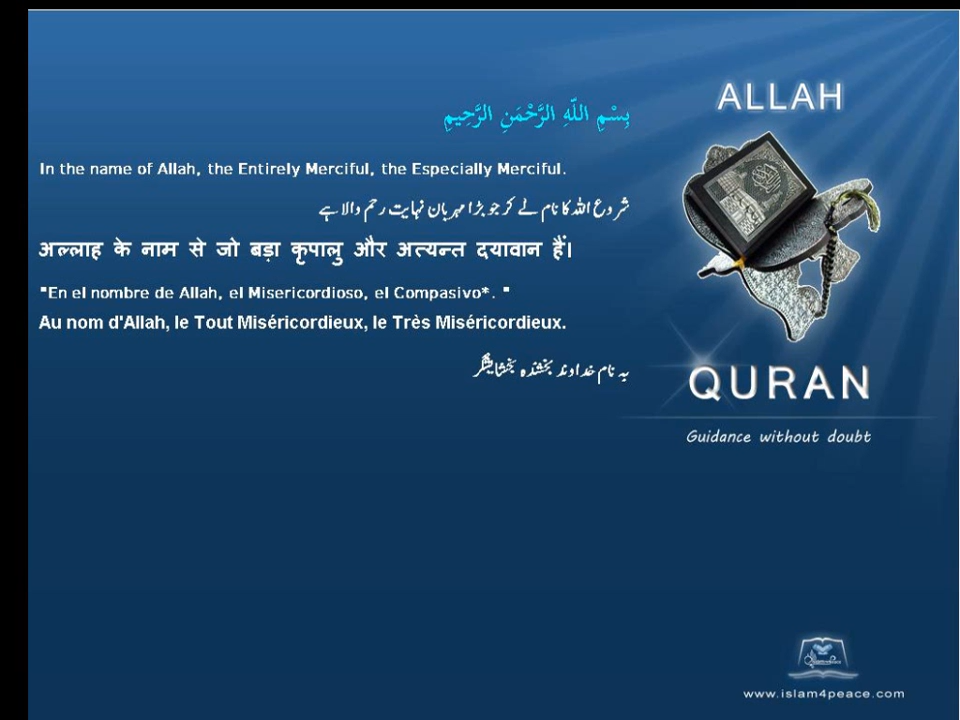 بِسْمِ اللَّهِ الرَّحْمَنِ الرَّحِيمِ
In the name of Allah, the Entirely Merciful, the Especially Merciful.
شروع الله کا نام لے کر جو بڑا مہربان نہایت رحم والا ہے
अल्लाह के नाम से जो बड़ा कृपालु और अत्यन्त दयावान हैं।
"En el nombre de Allah, el Misericordioso, el Compasivo*. "
Au nom d'Allah, le Tout Miséricordieux, le Très Miséricordieux.
به نام خداوند بخشنده بخشایشگر
ALLAH
QURAN
Guidance without doubt
www.islam4peace.com